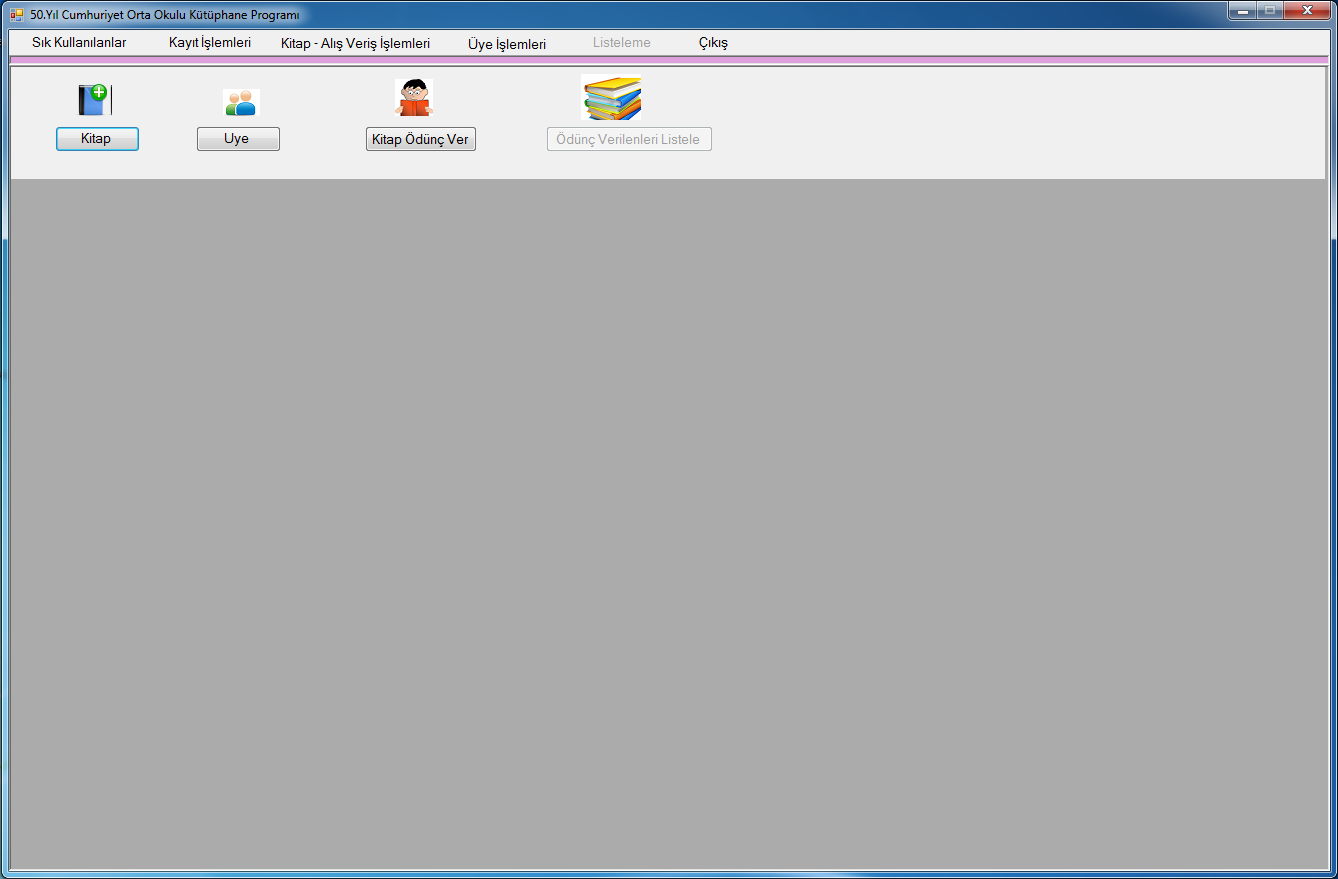 50.Yıl Cumhuriyet Orta Okulu Kütüphane Programı
Sık Kullanılanlar Kayıt İşlemleri Kitap - Alış Veriş İşlemleri Üye İşlemleri Listeleme Çıkış
Kitap Uye Kitap Ödünç Ver Ödünç Verilenleri Listele